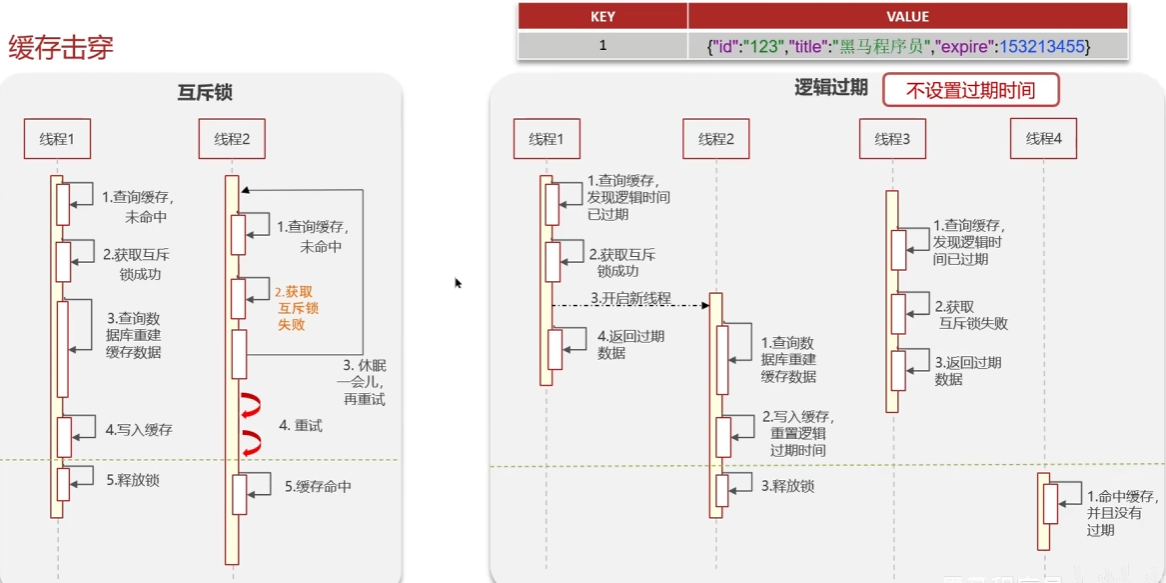 缓存击穿
KEY
VALUE
1
{"id":"123","title":"黑马程序员","expire":153213455}
互斥锁
线程1
线程2
1.查询缓存,
未命中
2.获取互斥
锁成功
3.查询数
据库重建
缓存数据
4.写入缓存
5.释放锁
1.查询缓存,
未命中
2.获取
互斥锁
失败
3. 休眠
一会儿,
再重试
4. 重试
5.缓存命中
逻辑过期
不设置过期时间
线程1
线程2
线程3
线程4
1.查询缓存,
发现逻辑时间
已过期
2.获取互斥
锁成功
3.开启新线程
4.返回过期
数据
1.查询数
据库重建
缓存数据
2.写入缓存,
重置逻辑
过期时间
3.释放锁
1.查询缓存,
发现逻辑时
间已过期
2.获取
互斥锁失败
3.返回过期
数据
1.命中缓存,
并且没有
过期